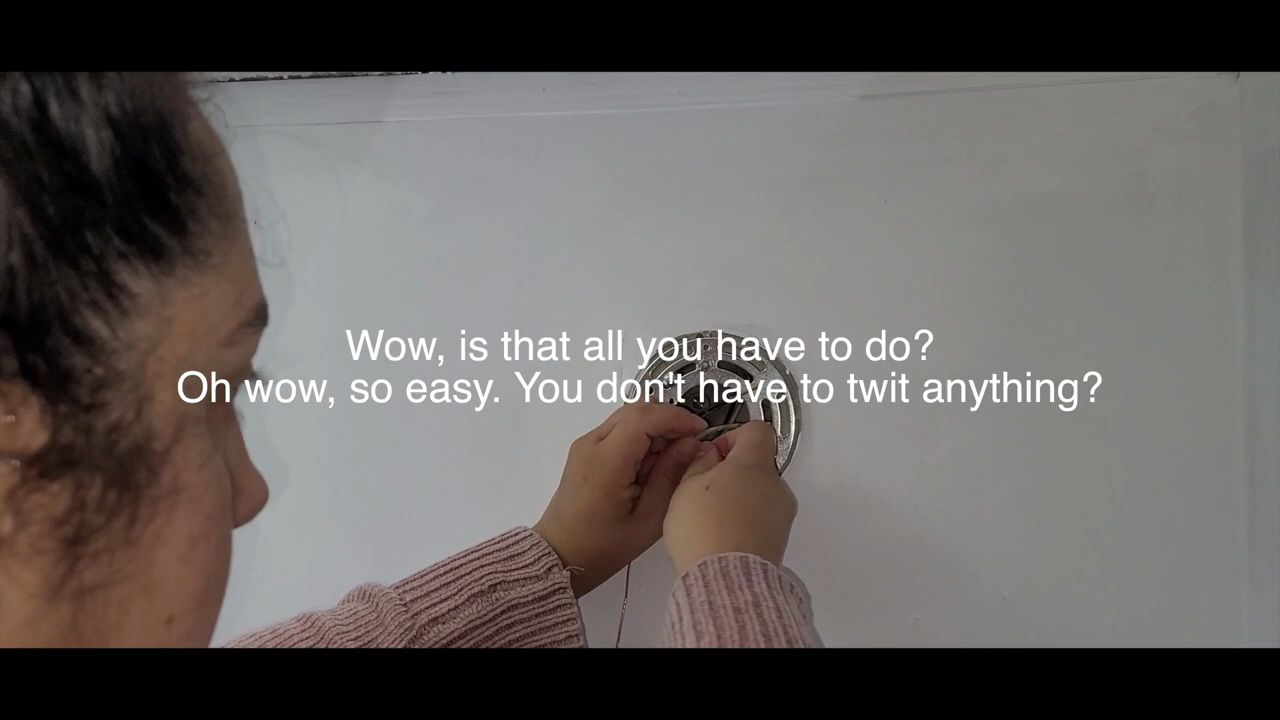 Wow, is that all you have to do?
Oh wow, so easy. You don't have to twit anything?